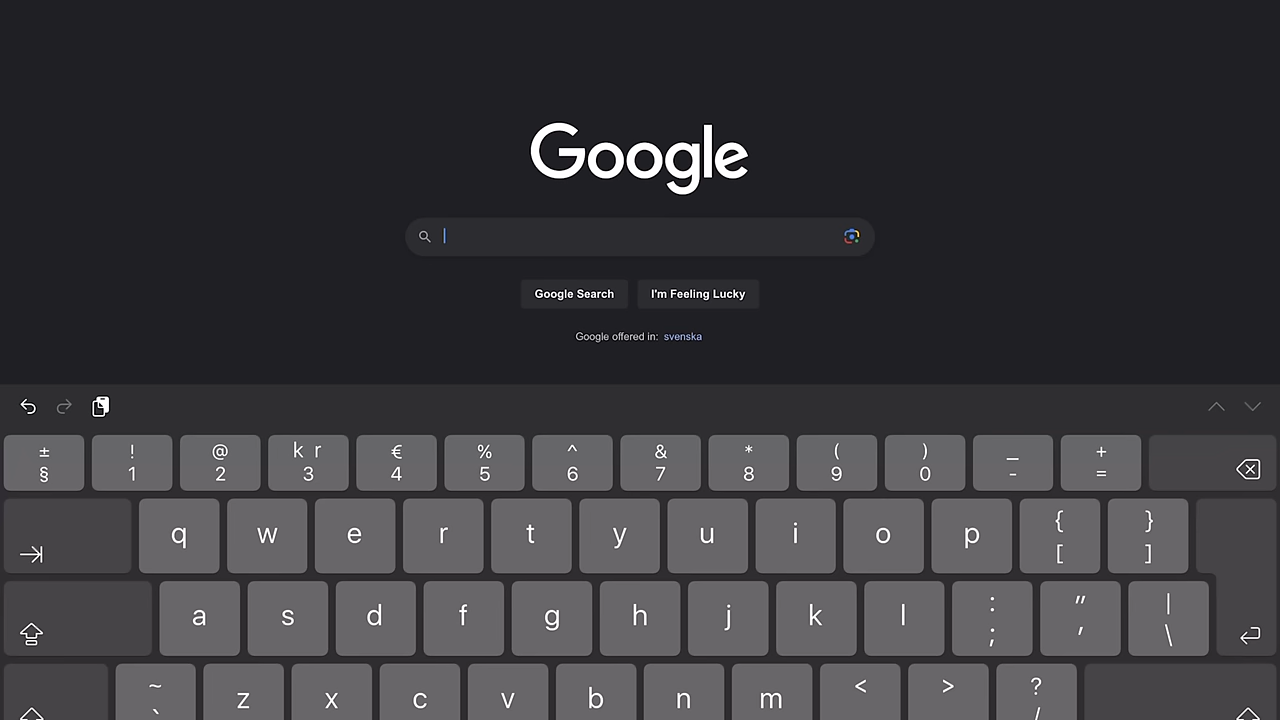 Google
Google Search I'm Feeling Lucky
Google offered in: svenska
± ! @ k r € % ^ & * ( ) _ +
§ 1 2 3 4 5 6 7 8 9 0 - =
q w e r t y u i o p { }
[ ]
a s d f g h j k l : " |
; ' \
~ z x c v b n m < > ?
` /